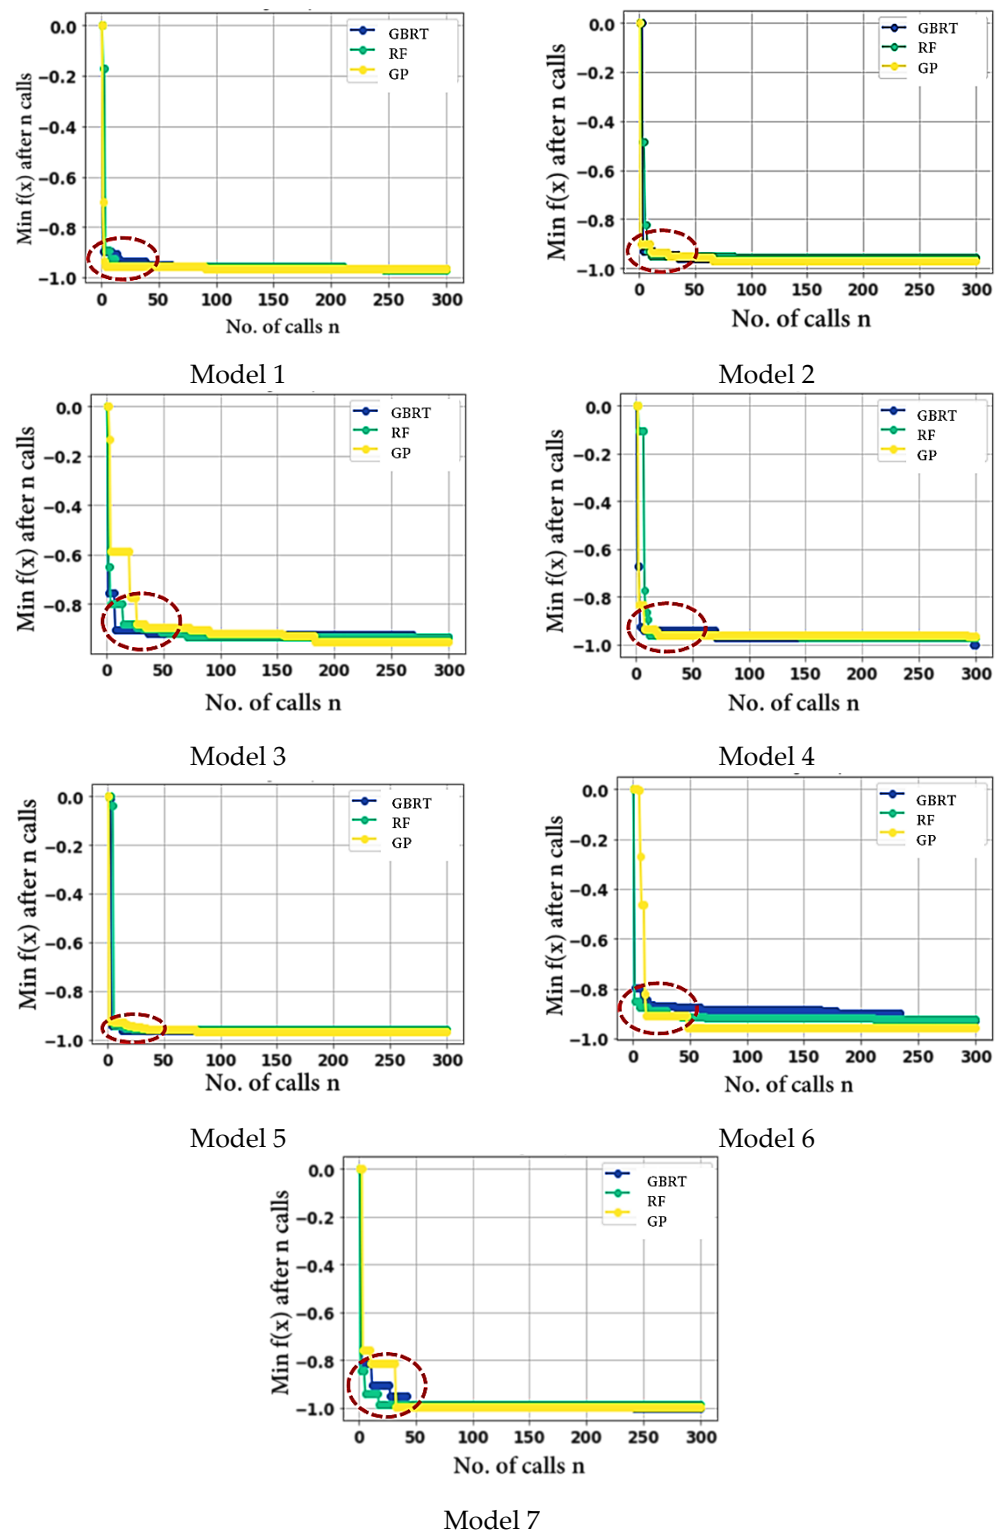 0.0
−0.2
−0.4
−0.6
−0.8
−1.0
Min f(x) after n calls
GBRT
RF
GP
0 50 100 150 200 250 300
No. of calls n
Model 1
0.0
−0.2
−0.4
−0.6
−0.8
−1.0
Min f(x) after n calls
GBRT
RF
GP
0 50 100 150 200 250 300
No. of calls n
Model 2
0.0
−0.2
−0.4
−0.6
−0.8
Min f(x) after n calls
GBRT
RF
GP
0 50 100 150 200 250 300
No. of calls n
Model 3
0.0
−0.2
−0.4
−0.6
−0.8
−1.0
Min f(x) after n calls
GBRT
RF
GP
0 50 100 150 200 250 300
No. of calls n
Model 4
0.0
−0.2
−0.4
−0.6
−0.8
−1.0
Min f(x) after n calls
GBRT
RF
GP
0 50 100 150 200 250 300
No. of calls n
Model 5
0.0
−0.2
−0.4
−0.6
−0.8
−1.0
Min f(x) after n calls
GBRT
RF
GP
0 50 100 150 200 250 300
No. of calls n
Model 6
0.0
−0.2
−0.4
−0.6
−0.8
−1.0
Min f(x) after n calls
GBRT
RF
GP
0 50 100 150 200 250 300
No. of calls n
Model 7